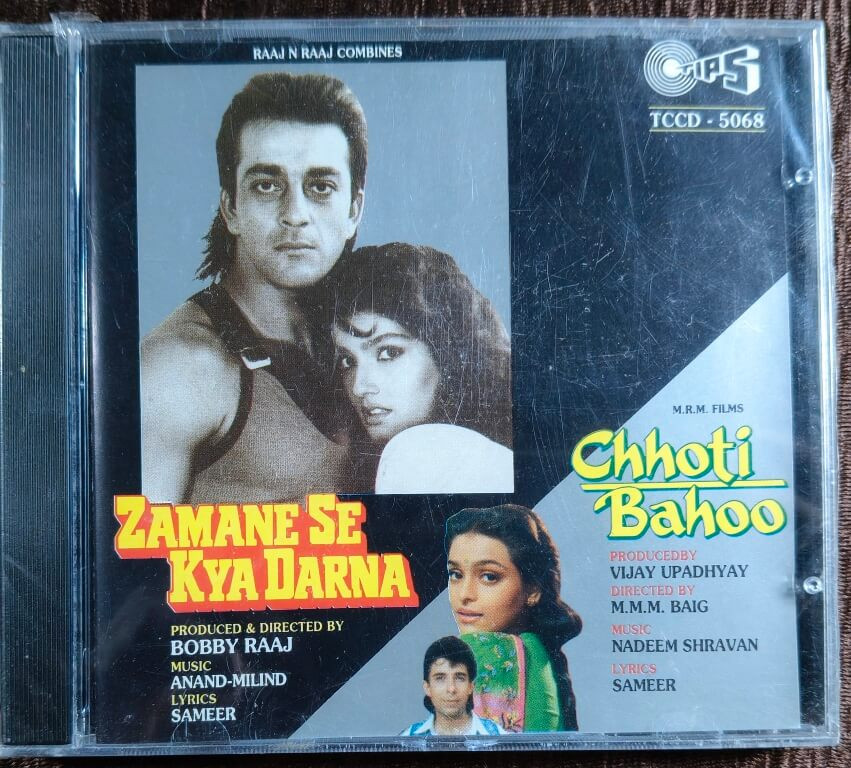 RAAJ N RAAJ COMBINES
TIPS
TCCD - 5068
ZAMANE SE
KYA DARNA
PRODUCED & DIRECTED BY
BOBBY RAAJ
MUSIC
ANAND-MILIND
LYRICS
SAMEER
M.R.M. FILMS
Chhoti
Bahoo
PRODUCEDBY
VIJAY UPADHYAY
DIRECTED BY
M.M.M. BAIG
MUSIC
NADEEM SHRAVAN
LYRICS
SAMEER